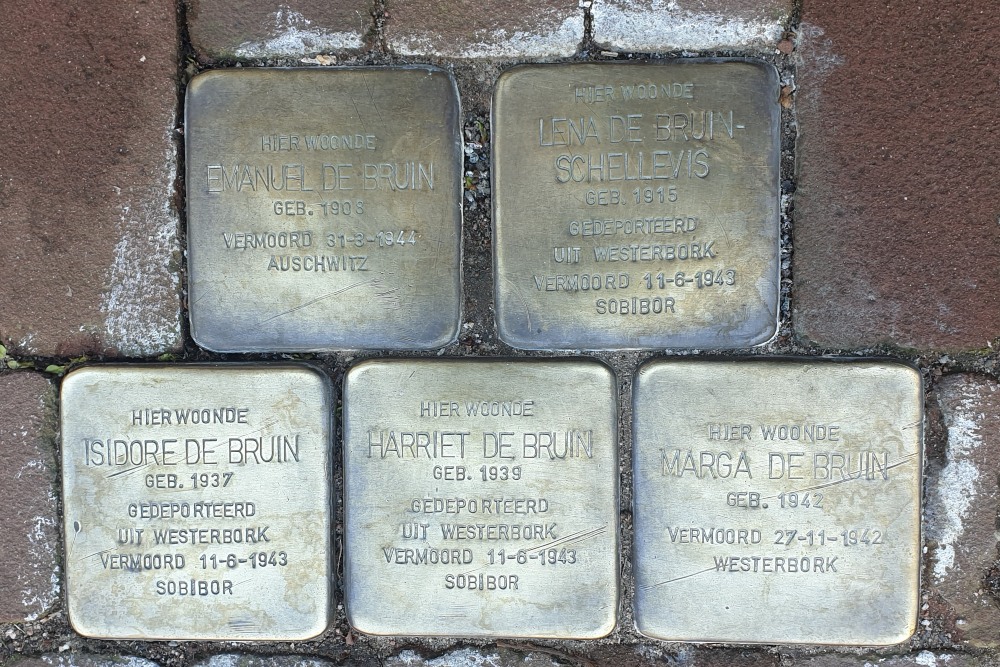 HIER WOONDE
EMANUEL DE BRUIN
GEB. 1903
VERMOORD 31-3-1944
AUSCHWITZ
HIER WOONDE
LENA DE BRUIN-
SCHELLEVIS
GEB. 1915
GEDEPORTEERD
UIT WESTERBORK
VERMOORD 11-6-1943
SOBIBOR
HIER WOONDE
ISIDORE DE BRUIN
GEB. 1937
GEDEPORTEERD
UIT WESTERBORK
VERMOORD 11-6-1943
SOBIBOR
HIER WOONDE
HARRIET DE BRUIN
GEB. 1939
GEDEPORTEERD
UIT WESTERBORK
VERMOORD 11-6-1943
SOBIBOR
HIER WOONDE
MARGA DE BRUIN
GEB. 1942
VERMOORD 27-11-1942
WESTERBORK